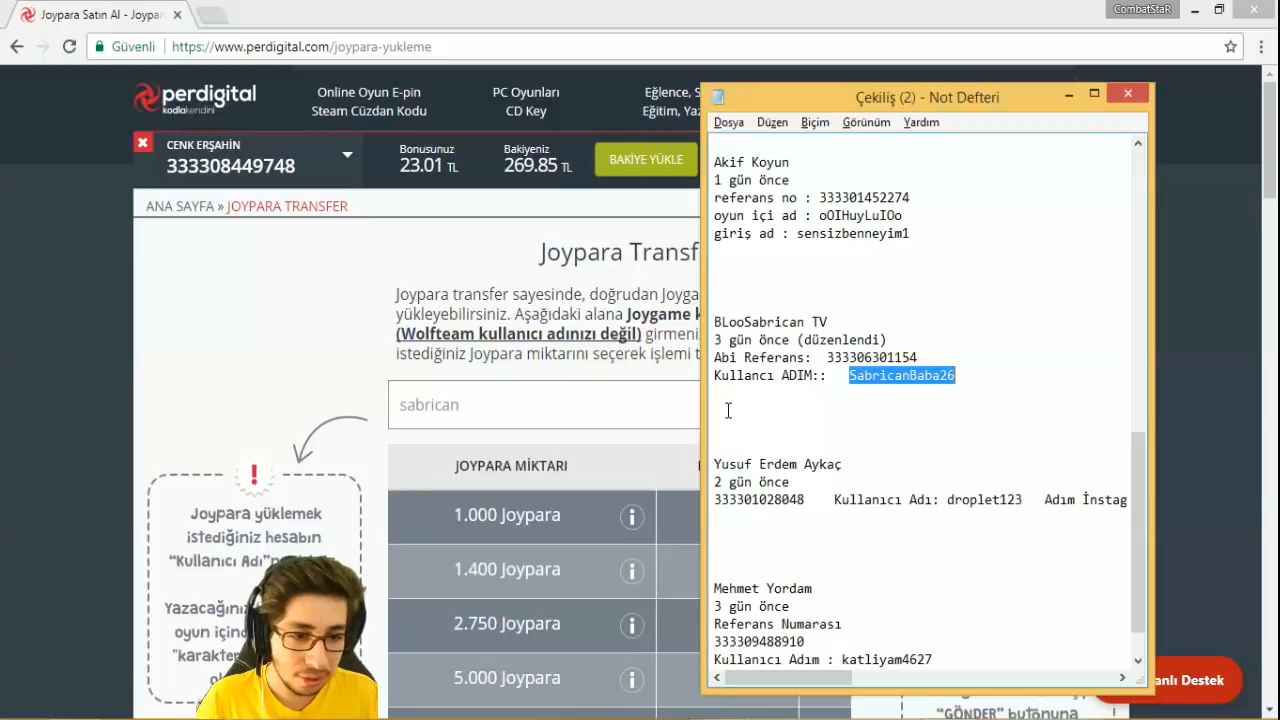 Joypara Satın Al - Joypar
CombatStaR
Güvenli
https://www.perdigital.com/joypara-yukleme
perdigital
kodlakendini
Online Oyun E-pin
Steam Cüzdan Kodu
PC Oyunları
CD Key
Eğlence, S
Eğitim, Yaz
CENK ERŞAHİN
333308449748
Bonusunuz
23.01 TL
Bakiyeniz
269.85 TL
BAKİYE YÜKLE
ANA SAYFA » JOYPARA TRANSFER
Joypara Transf
Joypara transfer sayesinde, doğrudan Joyga
yükleyebilirsiniz. Aşağıdaki alana Joygame k
(Wolfteam kullanıcı adınızı değil) girmeni
istediğiniz Joypara miktarını seçerek işlemi t
sabrican
JOYPARA MİKTARI
1.000 Joypara
1.400 Joypara
2.750 Joypara
5.000 Joypara
!
Joypara yüklemek
istediğiniz hesabın
"Kullanıcı Adı"
Yazacağınız
oyun için
"karakte
Çekiliş (2) - Not Defteri
Dosya Düzen Biçim Görünüm Yardım
Akif Koyun
1 gün önce
referans no : 333301452274
oyun içi ad : oOIHuyLuIOo
giriş ad : sensizbenneyim1
BLooSabrican TV
3 gün önce (düzenlendi)
Abi Referans: 333306301154
Kullancı ADIM:: SabricanBaba26
Yusuf Erdem Aykaç
2 gün önce
333301028048 Kullanıcı Adı: droplet123 Adım İnstag
Mehmet Yordam
3 gün önce
Referans Numarası
333309488910
Kullanıcı Adım : katliyam4627
anlı Destek
"GÖNDER" butonuna